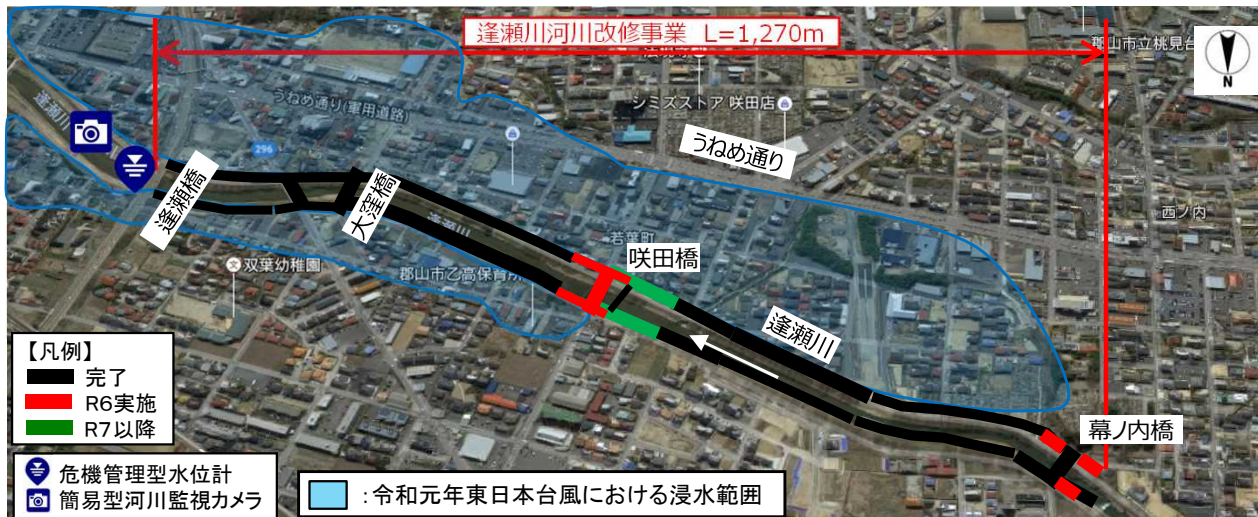 逢瀬川河川改修事業 L=1,270m
郡山市立桃見台
N
シミズストア 咲田店
うねめ通り(軍用道路)
うねめ通り
逢瀬川
296
西ノ内
逢瀬橋
大窪橋
逢瀬川
若葉町
咲田橋
双葉幼稚園
郡山市乙高保育所
逢瀬川
幕ノ内橋
【凡例】
完了
R6実施
R7以降
危機管理型水位計
簡易型河川監視カメラ
:令和元年東日本台風における浸水範囲